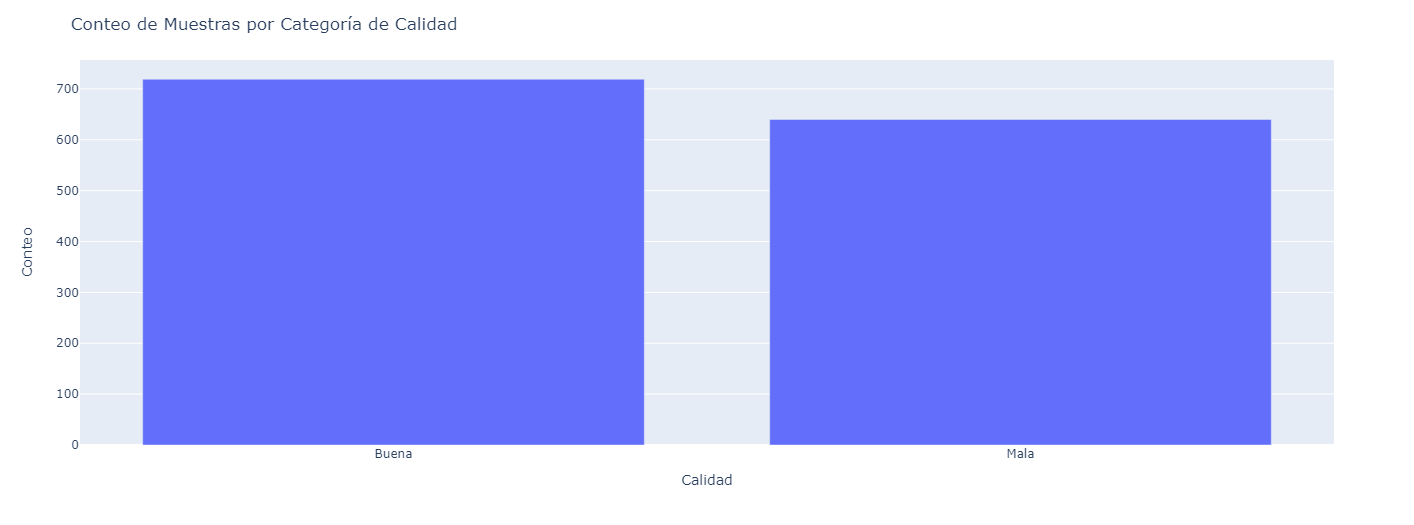 Conteo de Muestras por Categoría de Calidad
700
600
500
400
300
200
100
0
Conteo
Buena
Mala
Calidad